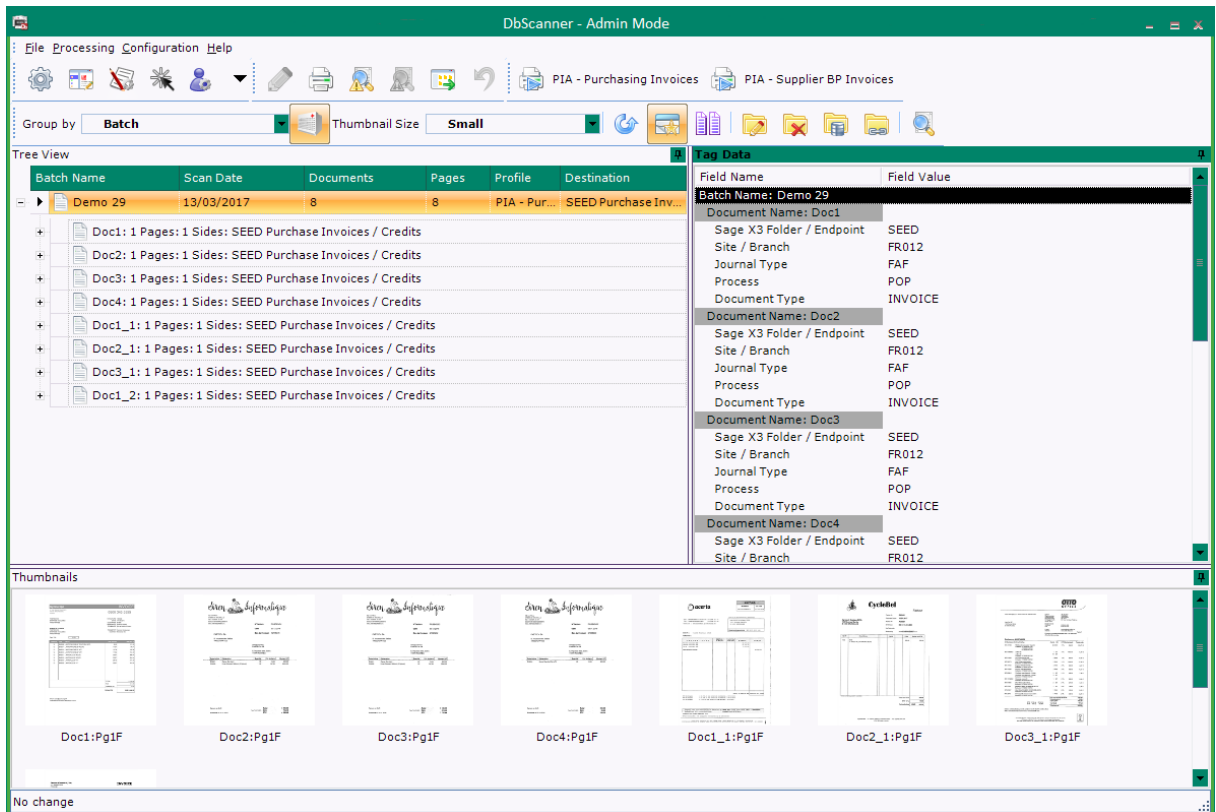 DbScanner - Admin Mode
File Processing Configuration Help
PIA - Purchasing Invoices PIA - Supplier BP Invoices
Group by Batch Thumbnail Size Small
Tree View
Batch Name Scan Date Documents Pages Profile Destination
Demo 29 13/03/2017 8 8 PIA - Pur... SEED Purchase Inv...
Doc1: 1 Pages: 1 Sides: SEED Purchase Invoices / Credits
Doc2: 1 Pages: 1 Sides: SEED Purchase Invoices / Credits
Doc3: 1 Pages: 1 Sides: SEED Purchase Invoices / Credits
Doc4: 1 Pages: 1 Sides: SEED Purchase Invoices / Credits
Doc1_1: 1 Pages: 1 Sides: SEED Purchase Invoices / Credits
Doc2_1: 1 Pages: 1 Sides: SEED Purchase Invoices / Credits
Doc3_1: 1 Pages: 1 Sides: SEED Purchase Invoices / Credits
Doc1_2: 1 Pages: 1 Sides: SEED Purchase Invoices / Credits
Tag Data
Field Name Field Value
Batch Name: Demo 29
Document Name: Doc1
Sage X3 Folder / Endpoint SEED
Site / Branch FR012
Journal Type FAF
Process POP
Document Type INVOICE
Document Name: Doc2
Sage X3 Folder / Endpoint SEED
Site / Branch FR012
Journal Type FAF
Process POP
Document Type INVOICE
Document Name: Doc3
Sage X3 Folder / Endpoint SEED
Site / Branch FR012
Journal Type FAF
Process POP
Document Type INVOICE
Document Name: Doc4
Sage X3 Folder / Endpoint SEED
Site / Branch FR012
Thumbnails
Informatique Informatique Informatique CycloBel
Doc1:Pg1F Doc2:Pg1F Doc3:Pg1F Doc4:Pg1F Doc1_1:Pg1F Doc2_1:Pg1F Doc3_1:Pg1F
INVOICE
No change